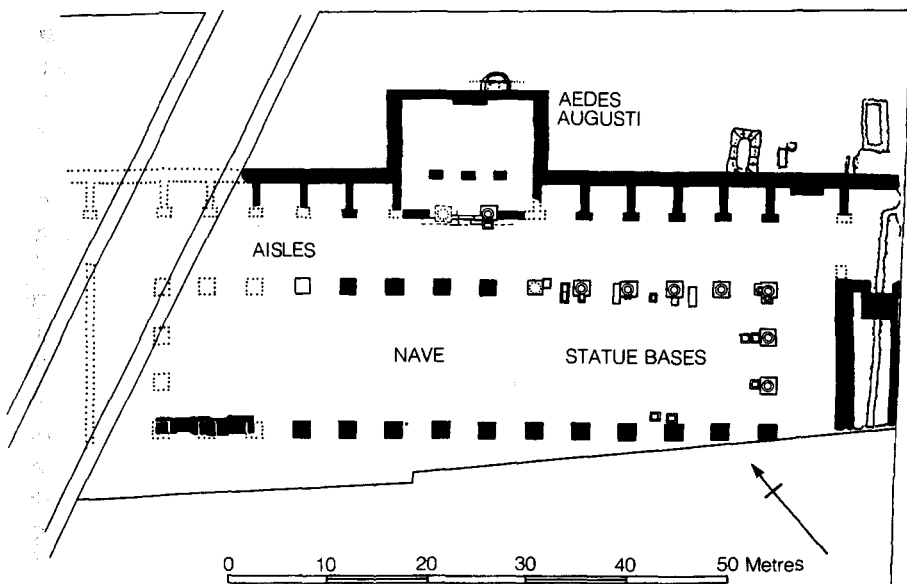 AEDES
AUGUSTI
AISLES
NAVE
STATUE BASES
0 10 20 30 40 50 Metres